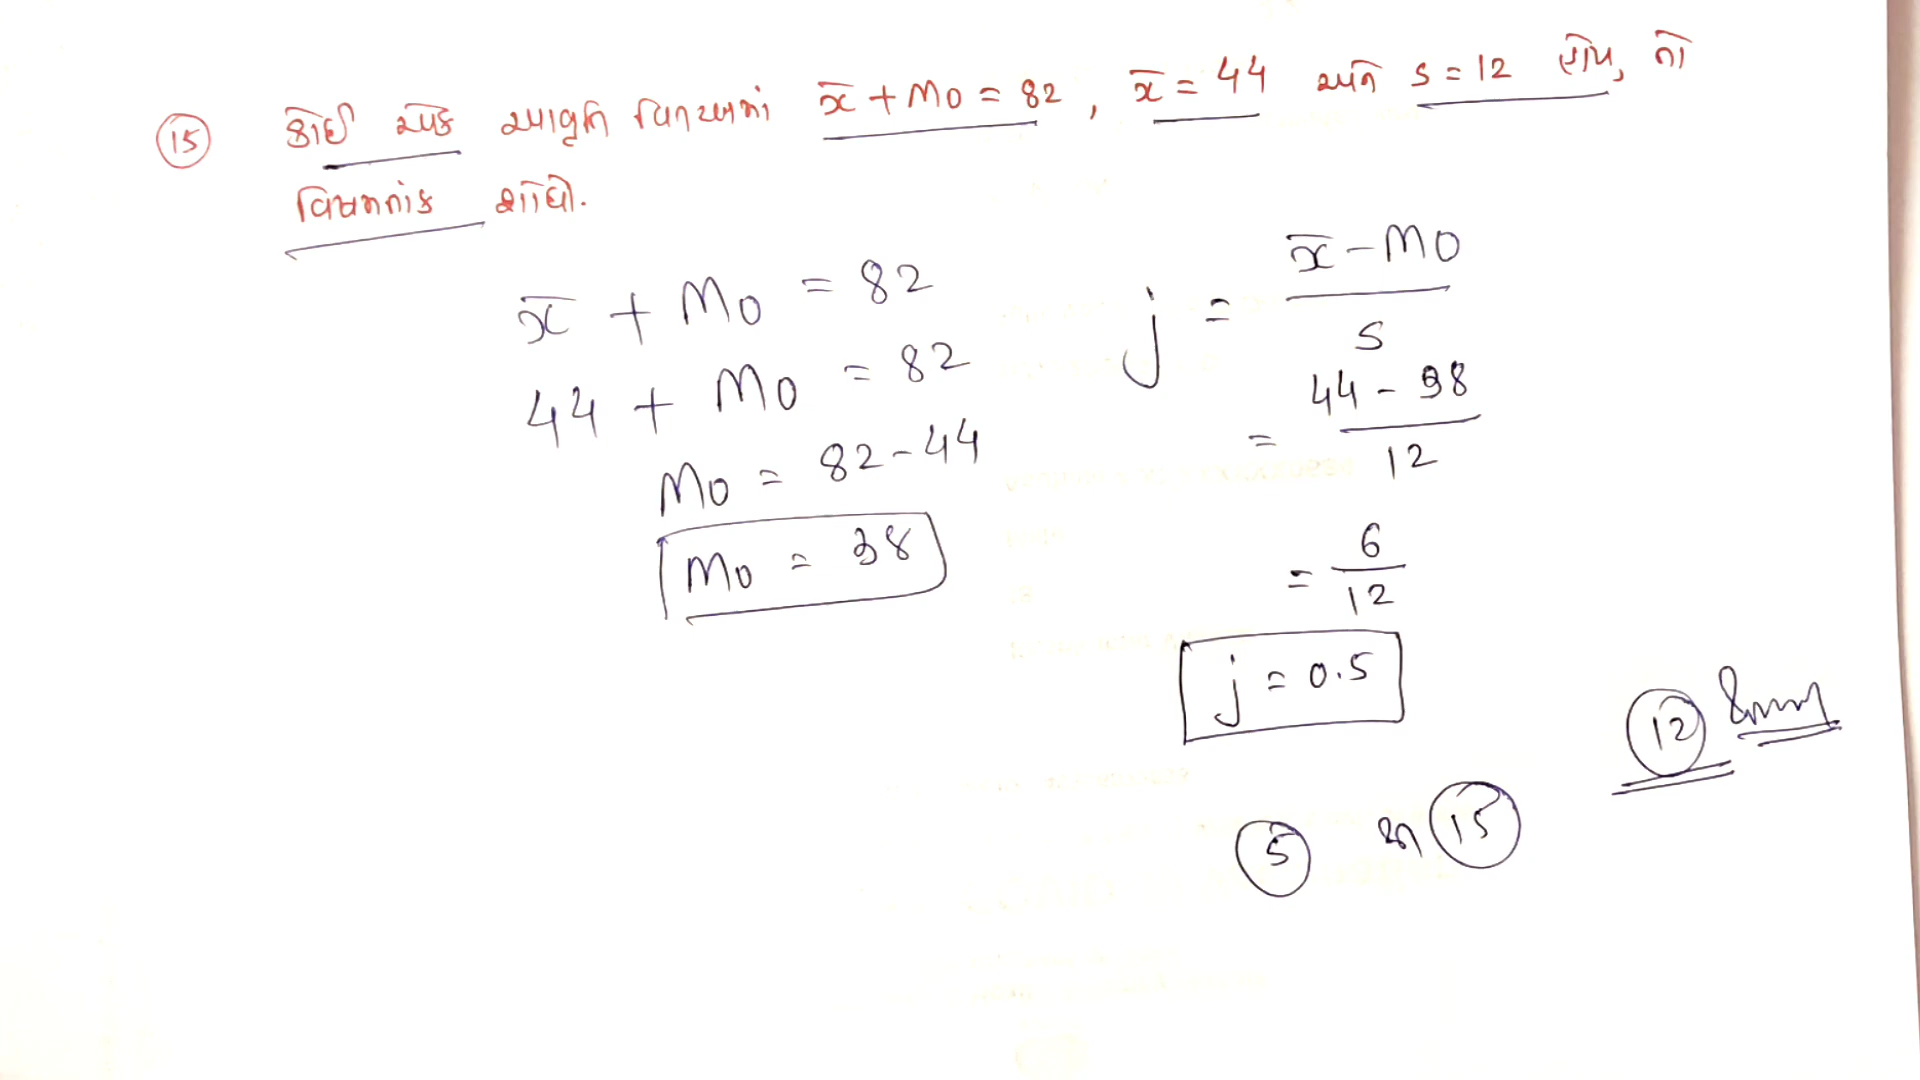 (15) કોઈ એક આવૃત્તિ વિતરણમાં x̄ + Mo = 82, x̄ = 44 અને S = 12 હોય, તો
વિષમતાંક શોધો.
x̄ + Mo = 82
44 + Mo = 82
Mo = 82 - 44
Mo = 38
j = x̄ - Mo / S
= 44 - 38 / 12
= 6 / 12
j = 0.5
(12)
(5) થી (15)